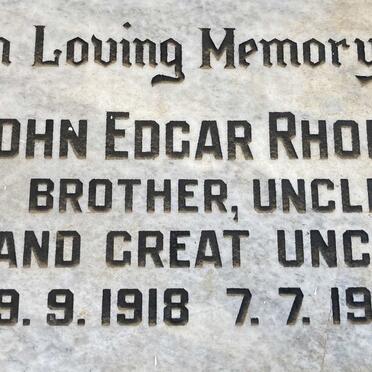 n Loving Memory
OHN EDGAR RHO
BROTHER, UNCL
AND GREAT UNC
9. 9. 1918 7. 7. 19